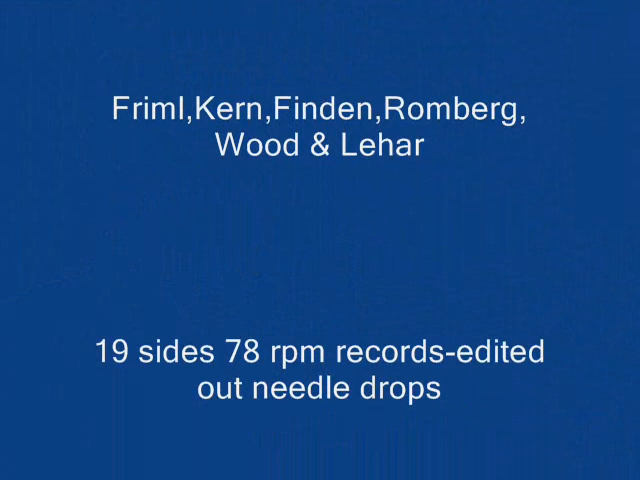 Friml,Kern,Finden,Romberg,
Wood & Lehar
19 sides 78 rpm records-edited
out needle drops